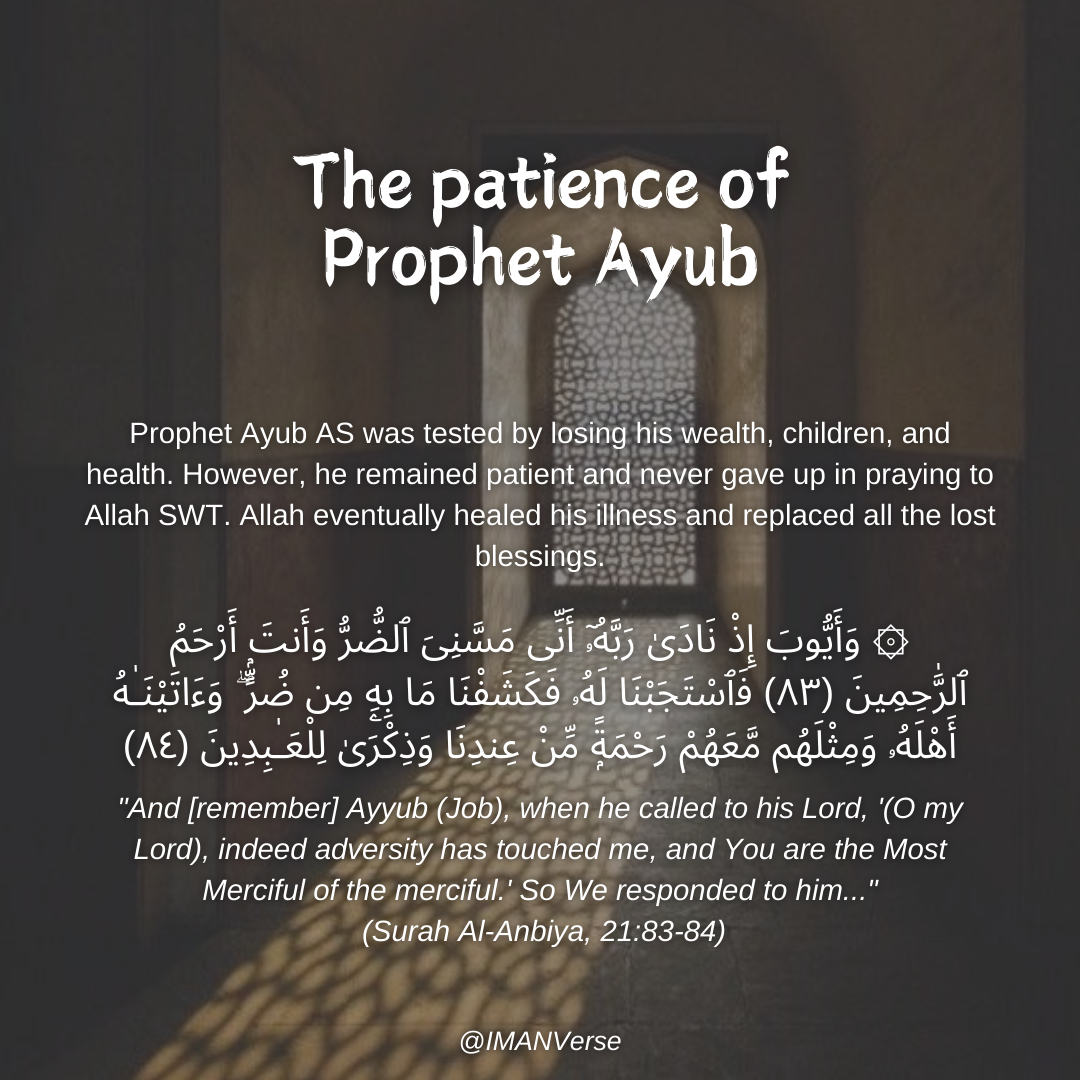 The patience of
Prophet Ayub
Prophet Ayub AS was tested by losing his wealth, children, and
health. However, he remained patient and never gave up in praying to
Allah SWT. Allah eventually healed his illness and replaced all the lost
blessings.
۞ وَأَيُّوبَ إِذْ نَادَىٰ رَبَّهُۥٓ أَنِّى مَسَّنِىَ ٱلضُّرُّ وَأَنتَ أَرْحَمُ
ٱلرَّٰحِمِينَ (٨٣) فَٱسْتَجَبْنَا لَهُۥ فَكَشَفْنَا مَا بِهِۦ مِن ضُرٍّۢ ۖ وَءَاتَيْنَـٰهُ
أَهْلَهُۥ وَمِثْلَهُم مَّعَهُمْ رَحْمَةًۭ مِّنْ عِندِنَا وَذِكْرَىٰ لِلْعَـٰبِدِينَ (٨٤)
"And [remember] Ayyub (Job), when he called to his Lord, '(O my
Lord), indeed adversity has touched me, and You are the Most
Merciful of the merciful.' So We responded to him..."
(Surah Al-Anbiya, 21:83-84)
@IMANVerse